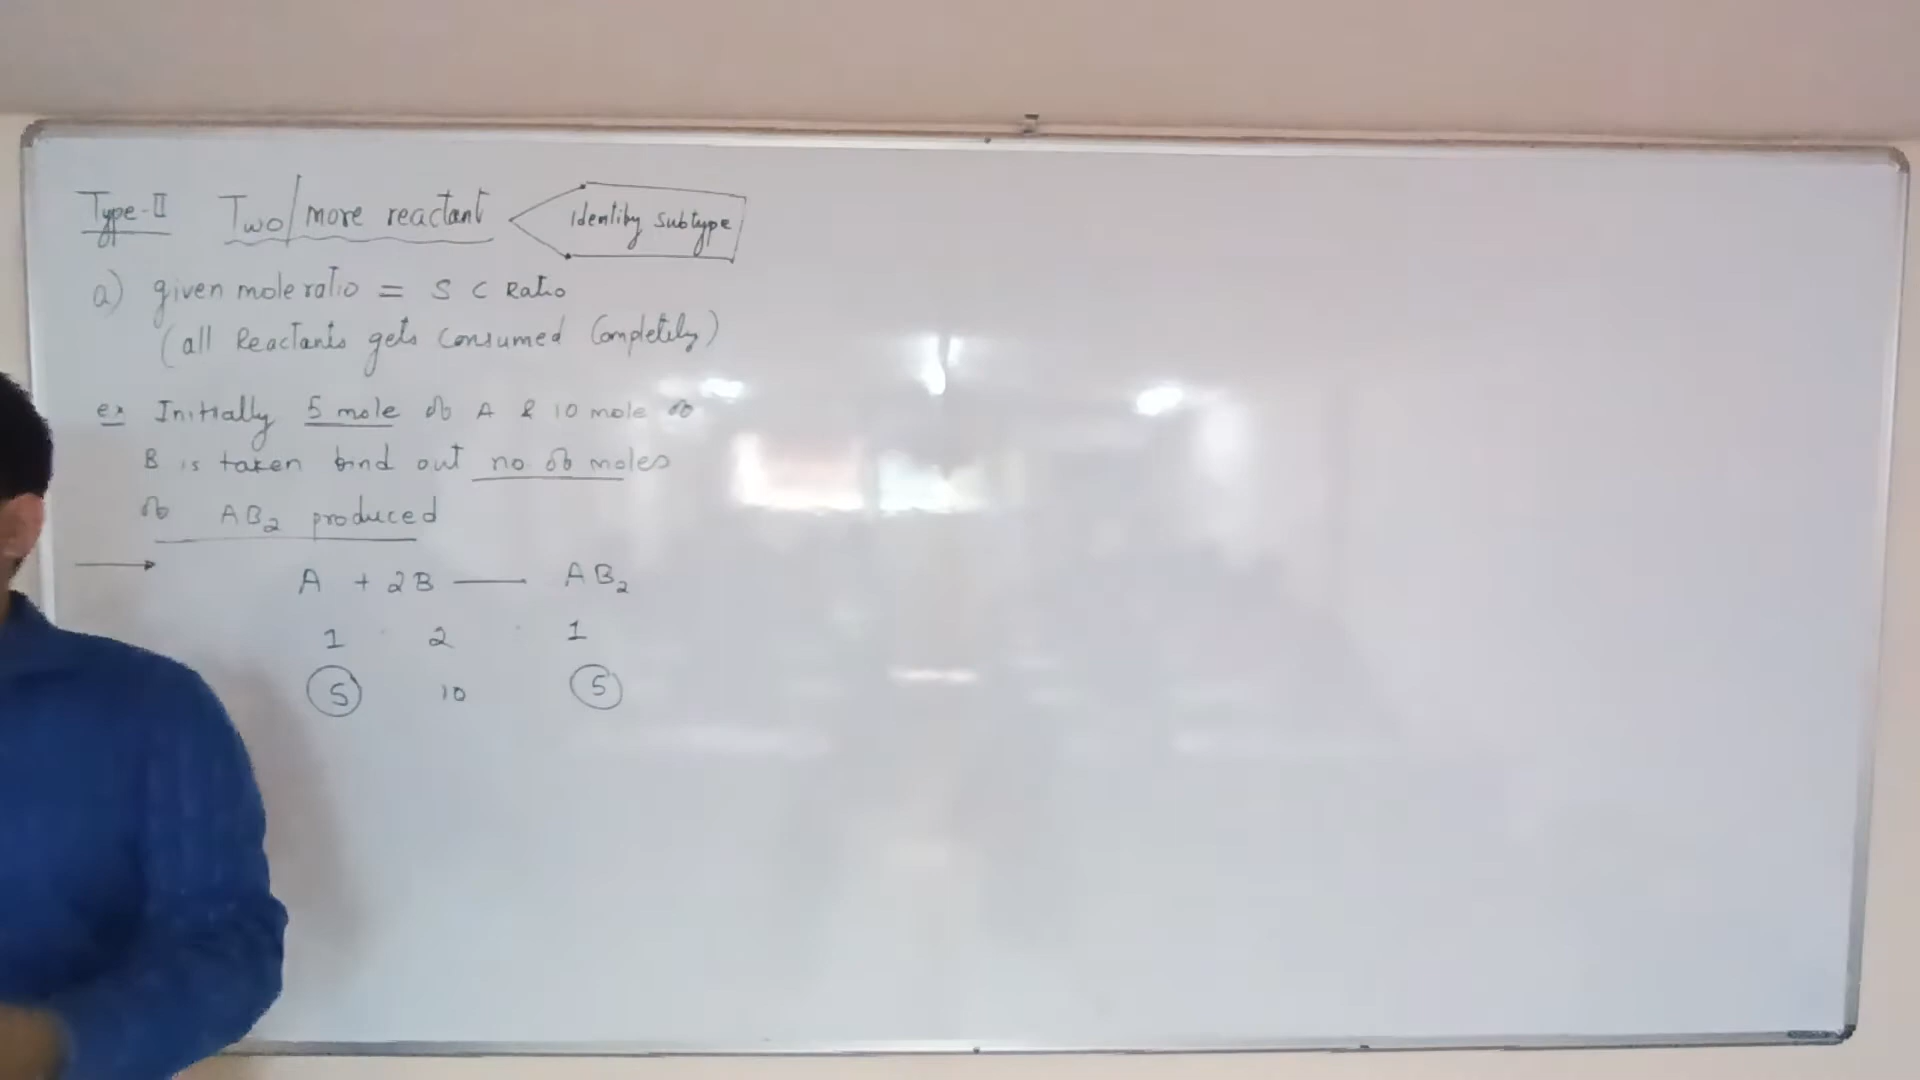 Type-II Two/more reactant Identify subtype
a) given mole ratio = S C Ratio
(all Reactants gets Consumed Completely)
ex Initially 5 mole of A & 10 mole of
B is taken find out no of moles
of AB₂ produced
A + 2B — AB₂
1 2 1
5 10 5